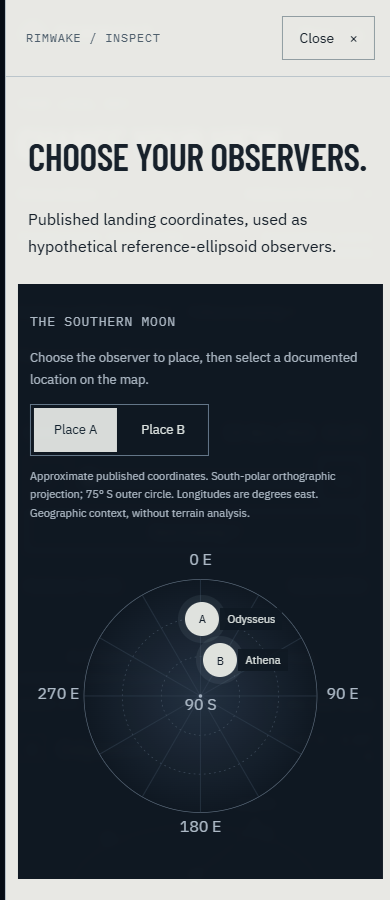 RIMWAKE / INSPECT
Close ×
CHOOSE YOUR OBSERVERS.
Published landing coordinates, used as
hypothetical reference-ellipsoid observers.
THE SOUTHERN MOON
Choose the observer to place, then select a documented
location on the map.
Place A Place B
Approximate published coordinates. South-polar orthographic
projection; 75° S outer circle. Longitudes are degrees east.
Geographic context, without terrain analysis.
0 E
A Odysseus
B Athena
270 E 90 E
90 S
180 E